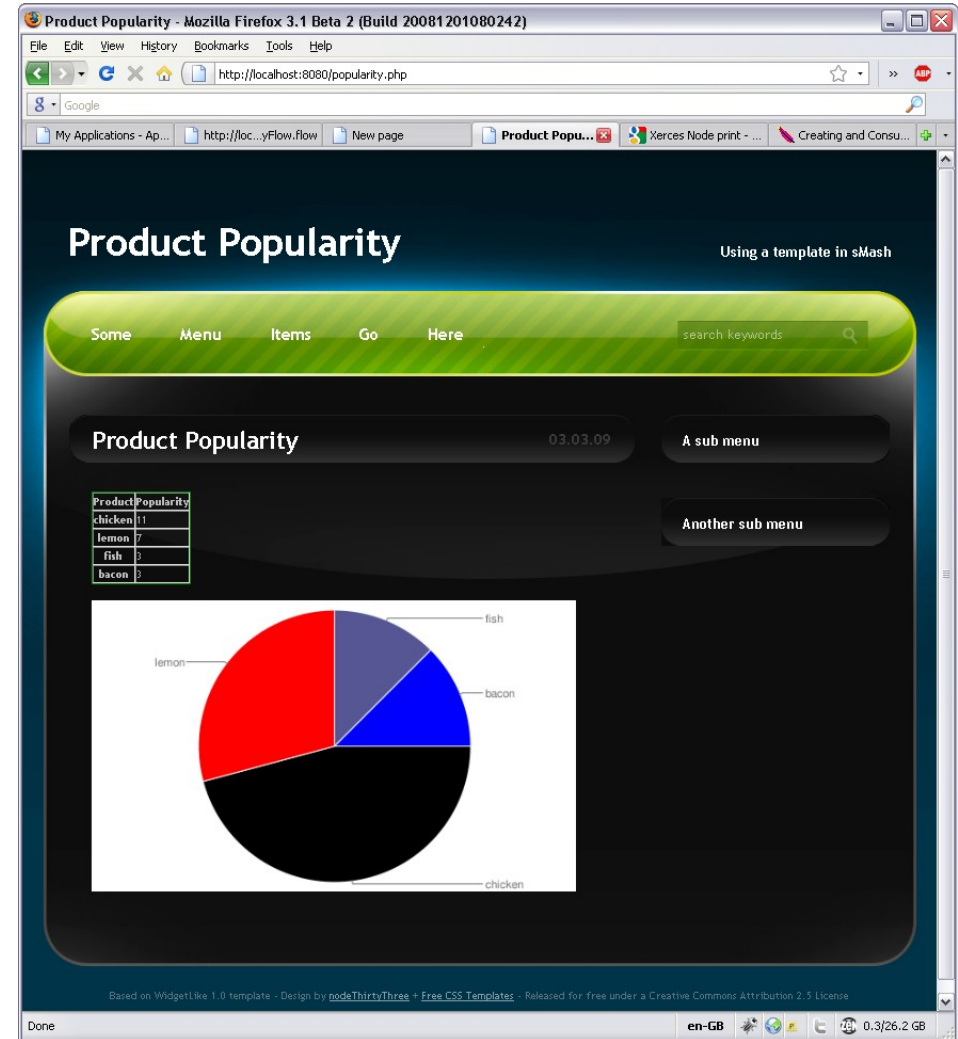 Product Popularity - Mozilla Firefox 3.1 Beta 2 (Build 20081201080242)
File Edit View History Bookmarks Tools Help
http://localhost:8080/popularity.php
ABP
Google
My Applications - Ap... http://loc...yFlow.flow New page Product Popu... Xerces Node print - ... Creating and Consu...
Product Popularity
Using a template in sMash
Some Menu Items Go Here
search keywords
Product Popularity 03.03.09
A sub menu
Another sub menu
Product Popularity
chicken 11
lemon 7
fish 3
bacon 3
fish
lemon
bacon
chicken
Based on WidgetLike 1.0 template - Design by nodeThirtyThree + Free CSS Templates - Released for free under a Creative Commons Attribution 2.5 License
Done
en-GB
0.3/26.2 GB